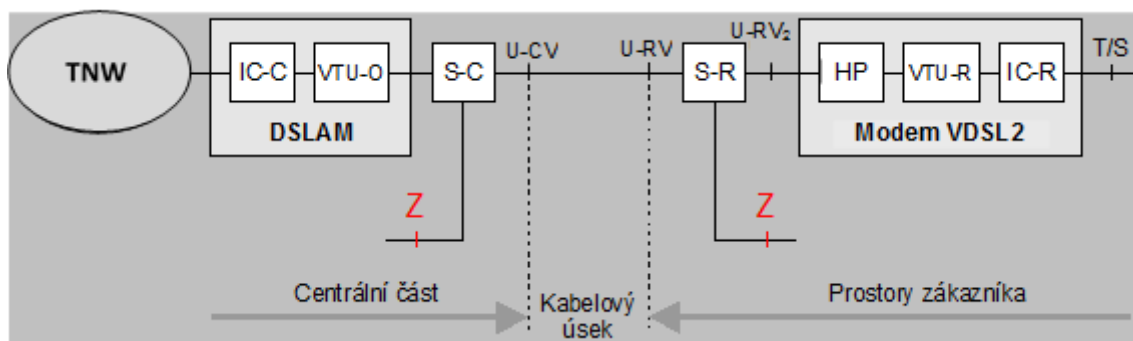 TNW
IC-C
VTU-O
DSLAM
S-C
U-CV
U-RV
S-R
U-RV₂
HP
VTU-R
IC-R
Modem VDSL2
T/S
Z
Z
Centrální část
Kabelový
úsek
Prostory zákazníka